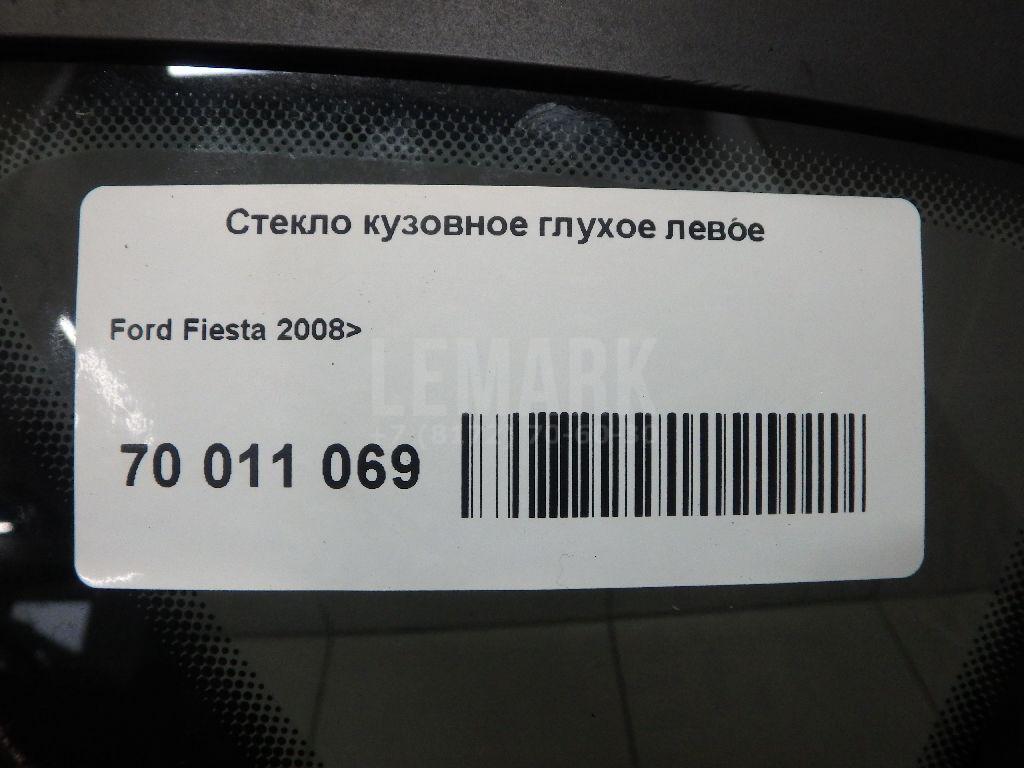 Стекло кузовное глухое левое
Ford Fiesta 2008>
LEMARK
70 011 069